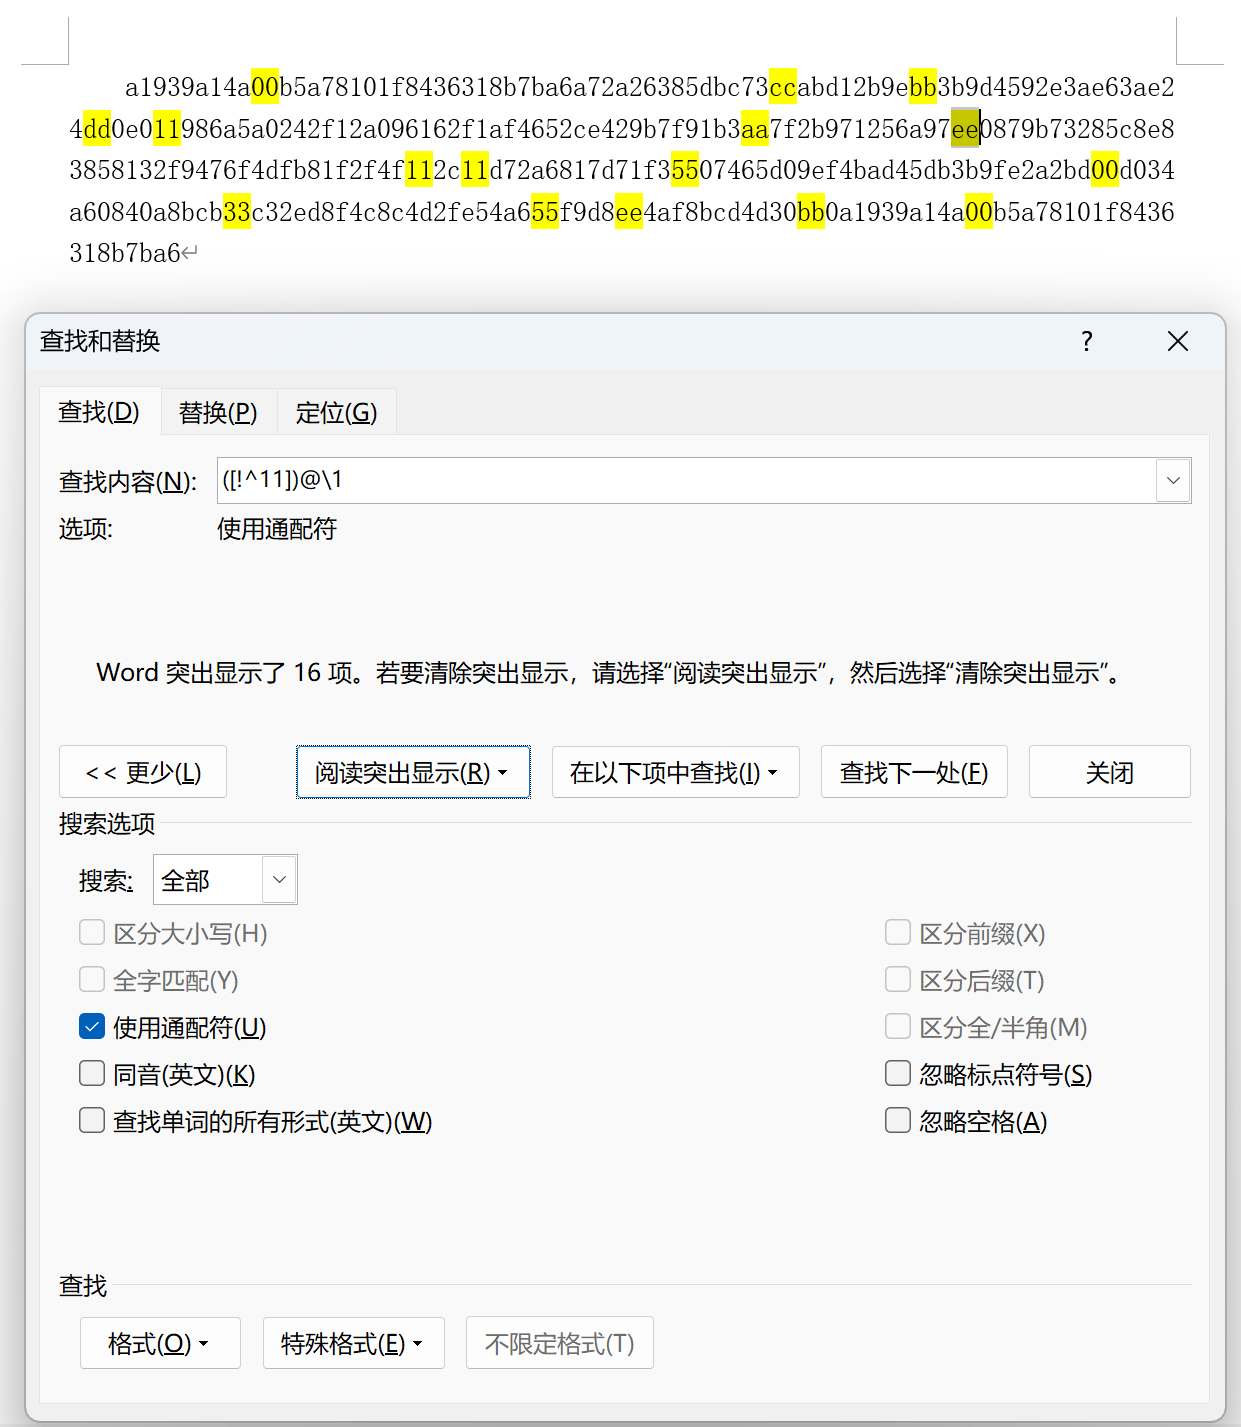 a1939a14a00b5a78101f8436318b7ba6a72a26385dbc73ccabd12b9ebb3b9d4592e3ae63ae2
4dd0e011986a5a0242f12a096162f1af4652ce429b7f91b3aa7f2b971256a97ee0879b73285c8e8
3858132f9476f4dfb81f2f4f112c11d72a6817d71f35507465d09ef4bad45db3b9fe2a2bd00d034
a60840a8bcb33c32ed8f4c8c4d2fe54a655f9d8ee4af8bcd4d30bb0a1939a14a00b5a78101f8436
318b7ba6↵
查找和替换 ?
查找(D) 替换(P) 定位(G)
查找内容(N): ([!^11])@\1
选项: 使用通配符
Word 突出显示了 16 项。若要清除突出显示，请选择“阅读突出显示”，然后选择“清除突出显示”。
<< 更少(L) 阅读突出显示(R) 在以下项中查找(I) 查找下一处(F) 关闭
搜索选项
搜索: 全部
区分大小写(H) 区分前缀(X)
全字匹配(Y) 区分后缀(T)
使用通配符(U) 区分全/半角(M)
同音(英文)(K) 忽略标点符号(S)
查找单词的所有形式(英文)(W) 忽略空格(A)
查找
格式(O) 特殊格式(E) 不限定格式(T)